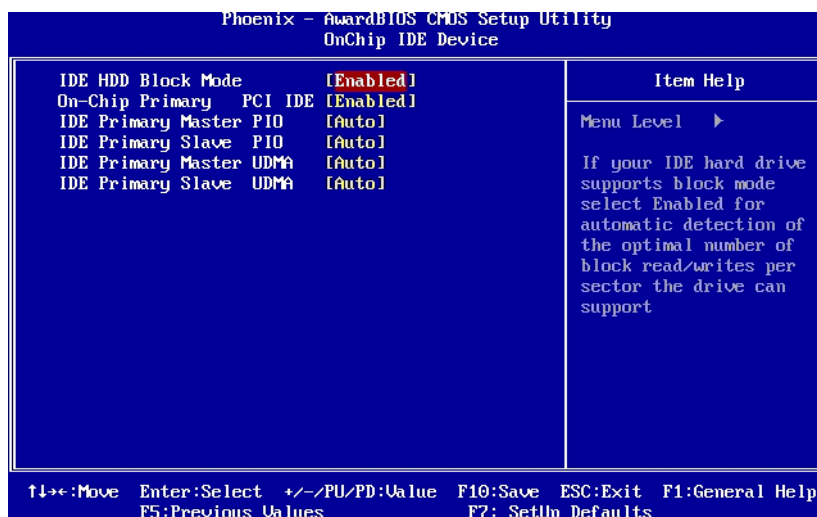 Phoenix - AwardBIOS CMOS Setup Utility
OnChip IDE Device
IDE HDD Block Mode [Enabled]
On-Chip Primary PCI IDE [Enabled]
IDE Primary Master PIO [Auto]
IDE Primary Slave PIO [Auto]
IDE Primary Master UDMA [Auto]
IDE Primary Slave UDMA [Auto]
Item Help
Menu Level
If your IDE hard drive
supports block mode
select Enabled for
automatic detection of
the optimal number of
block read/writes per
sector the drive can
support
↑↓→←:Move Enter:Select +/-/PU/PD:Value F10:Save ESC:Exit F1:General Help
F5:Previous Values F7: SetUp Defaults